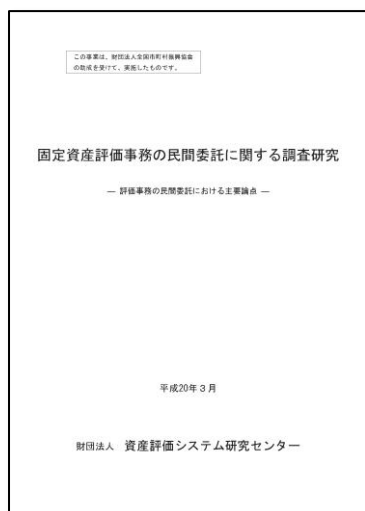 この事業は、財団法人全国市町村振興協会
の助成を受けて、実施したものです。
固定資産評価事務の民間委託に関する調査研究
― 評価事務の民間委託における主要論点 ―
平成20年３月
財団法人 資産評価システム研究センター